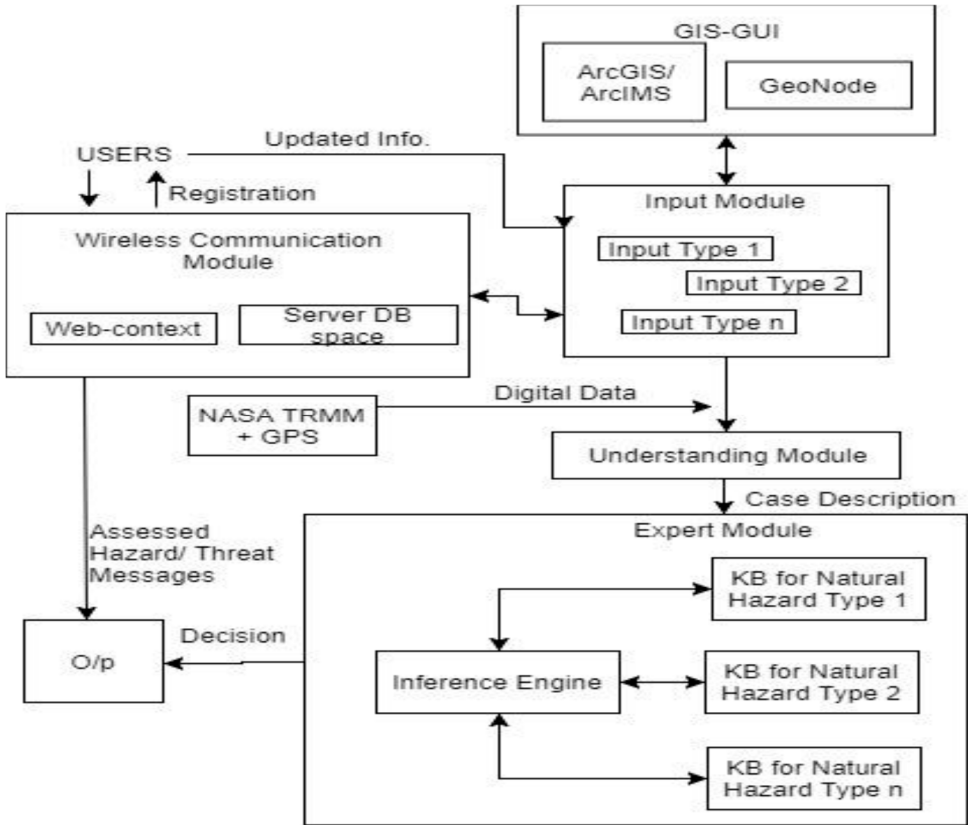 GIS-GUI
ArcGIS/
ArcIMS
GeoNode
Updated Info.
USERS
Registration
Input Module
Input Type 1
Input Type 2
Input Type n
Wireless Communication
Module
Web-context
Server DB
space
NASA TRMM
+ GPS
Digital Data
Understanding Module
Case Description
Expert Module
Assessed
Hazard/ Threat
Messages
O/p
Decision
Inference Engine
KB for Natural
Hazard Type 1
KB for Natural
Hazard Type 2
KB for Natural
Hazard Type n